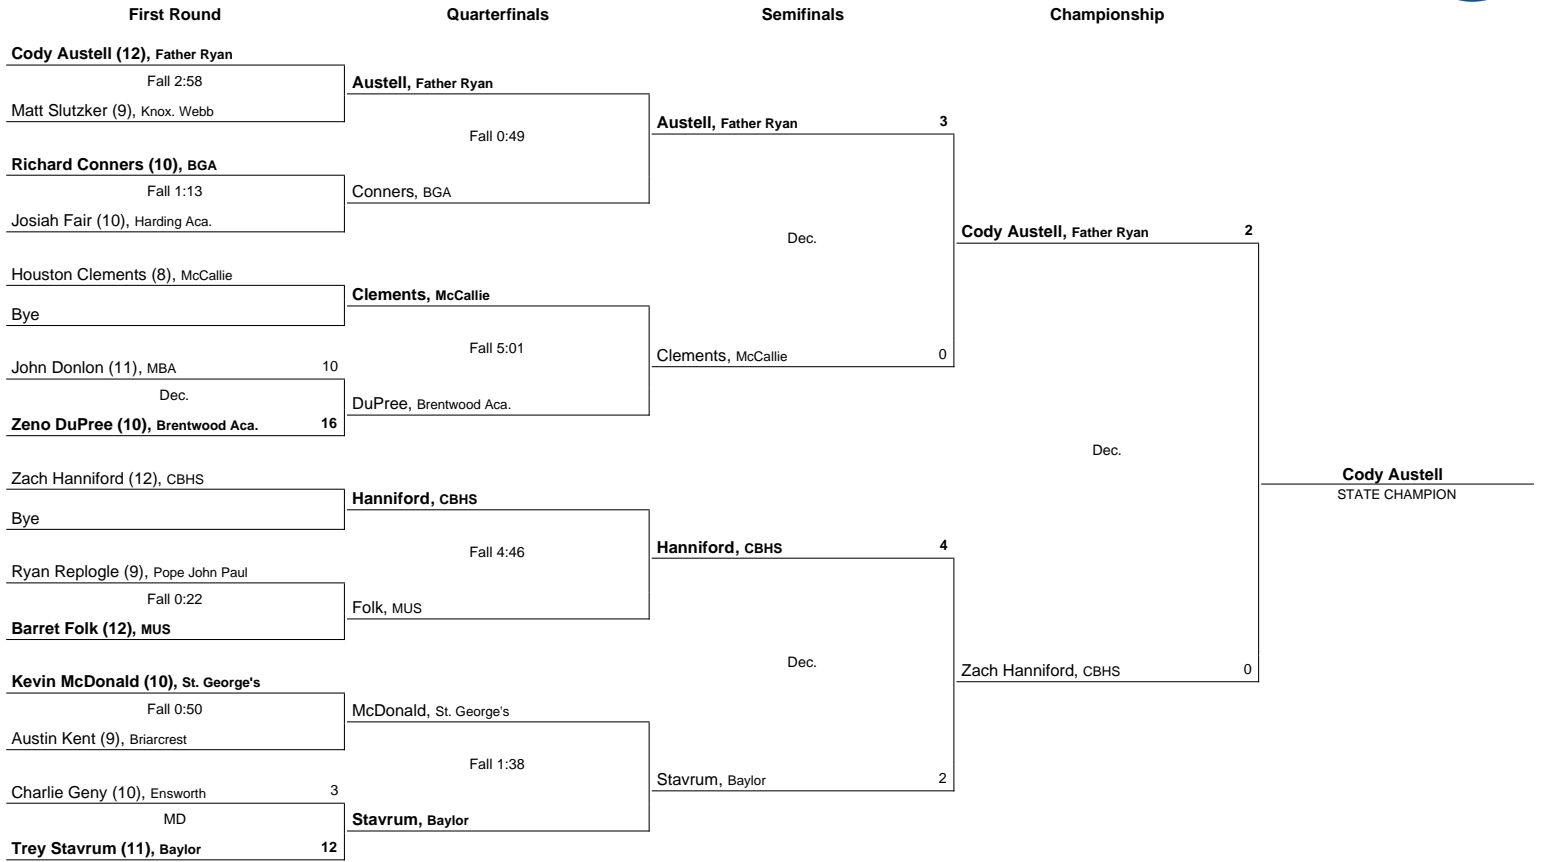 First Round
Quarterfinals
Semifinals
Championship
Cody Austell (12), Father Ryan
Fall 2:58
Matt Slutzker (9), Knox. Webb
Richard Conners (10), BGA
Fall 1:13
Josiah Fair (10), Harding Aca.
Houston Clements (8), McCallie
Bye
John Donlon (11), MBA 10
Dec.
Zeno DuPree (10), Brentwood Aca. 16
Zach Hanniford (12), CBHS
Bye
Ryan Replogle (9), Pope John Paul
Fall 0:22
Barret Folk (12), MUS
Kevin McDonald (10), St. George's
Fall 0:50
Austin Kent (9), Briarcrest
Charlie Geny (10), Ensworth 3
MD
Trey Stavrum (11), Baylor 12
Austell, Father Ryan
Fall 0:49
Conners, BGA
Clements, McCallie
Fall 5:01
DuPree, Brentwood Aca.
Hanniford, CBHS
Fall 4:46
Folk, MUS
McDonald, St. George's
Fall 1:38
Stavrum, Baylor
Austell, Father Ryan 3
Dec.
Clements, McCallie 0
Hanniford, CBHS 4
Dec.
Stavrum, Baylor 2
Cody Austell, Father Ryan 2
Dec.
Zach Hanniford, CBHS 0
Cody Austell
STATE CHAMPION